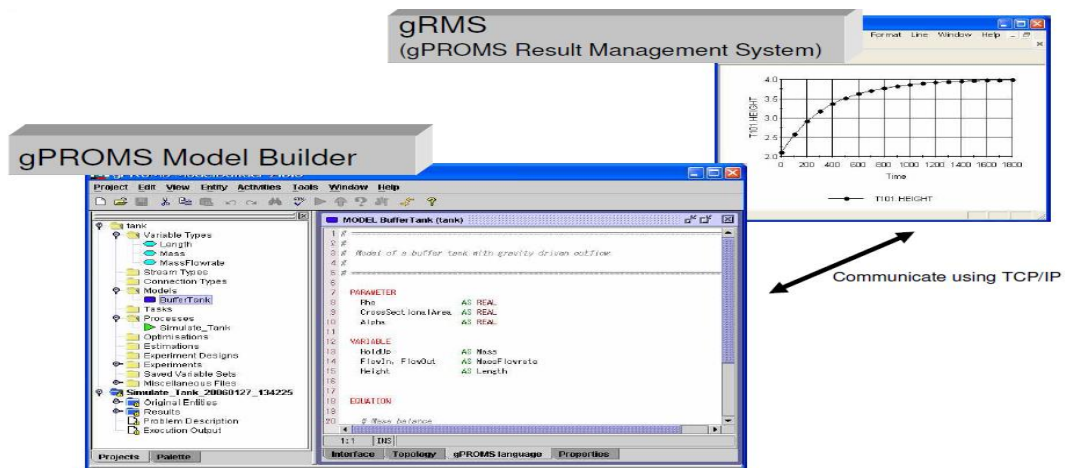 gRMS
(gPROMS Result Management System)
Format Line Window Help
4.0
3.5
3.0
2.5
2.0
T101.HEIGHT
0 200 400 600 800 1000 1200 1400 1600 1800
Time
T101.HEIGHT
Communicate using TCP/IP
gPROMS Model Builder
Project Edit View Entity Activities Tools Window Help
tank
Variable Types
Length
Mass
MassFlowrate
Stream Types
Connection Types
Models
BufferTank
Tasks
Processes
Simulate_Tank
Optimisations
Estimations
Experiment Designs
Experiments
Saved Variable Sets
Miscellaneous Files
Simulate_Tank_20060127_134225
Original Entities
Results
Problem Description
Execution Output
Projects Palette
MODEL BufferTank (tank)
1 # ================================
2 #
3 # Model of a buffer tank with gravity driven outflow
4 #
5 # ================================
6
7 PARAMETER
8 Rho AS REAL
9 CrossSectionalArea AS REAL
10 Alpha AS REAL
11
12 VARIABLE
13 HoldUp AS Mass
14 FlowIn, FlowOut AS MassFlowrate
15 Height AS Length
16
17
18 EQUATION
19
20 # Mass balance
1:1 INS
Interface Topology gPROMS language Properties